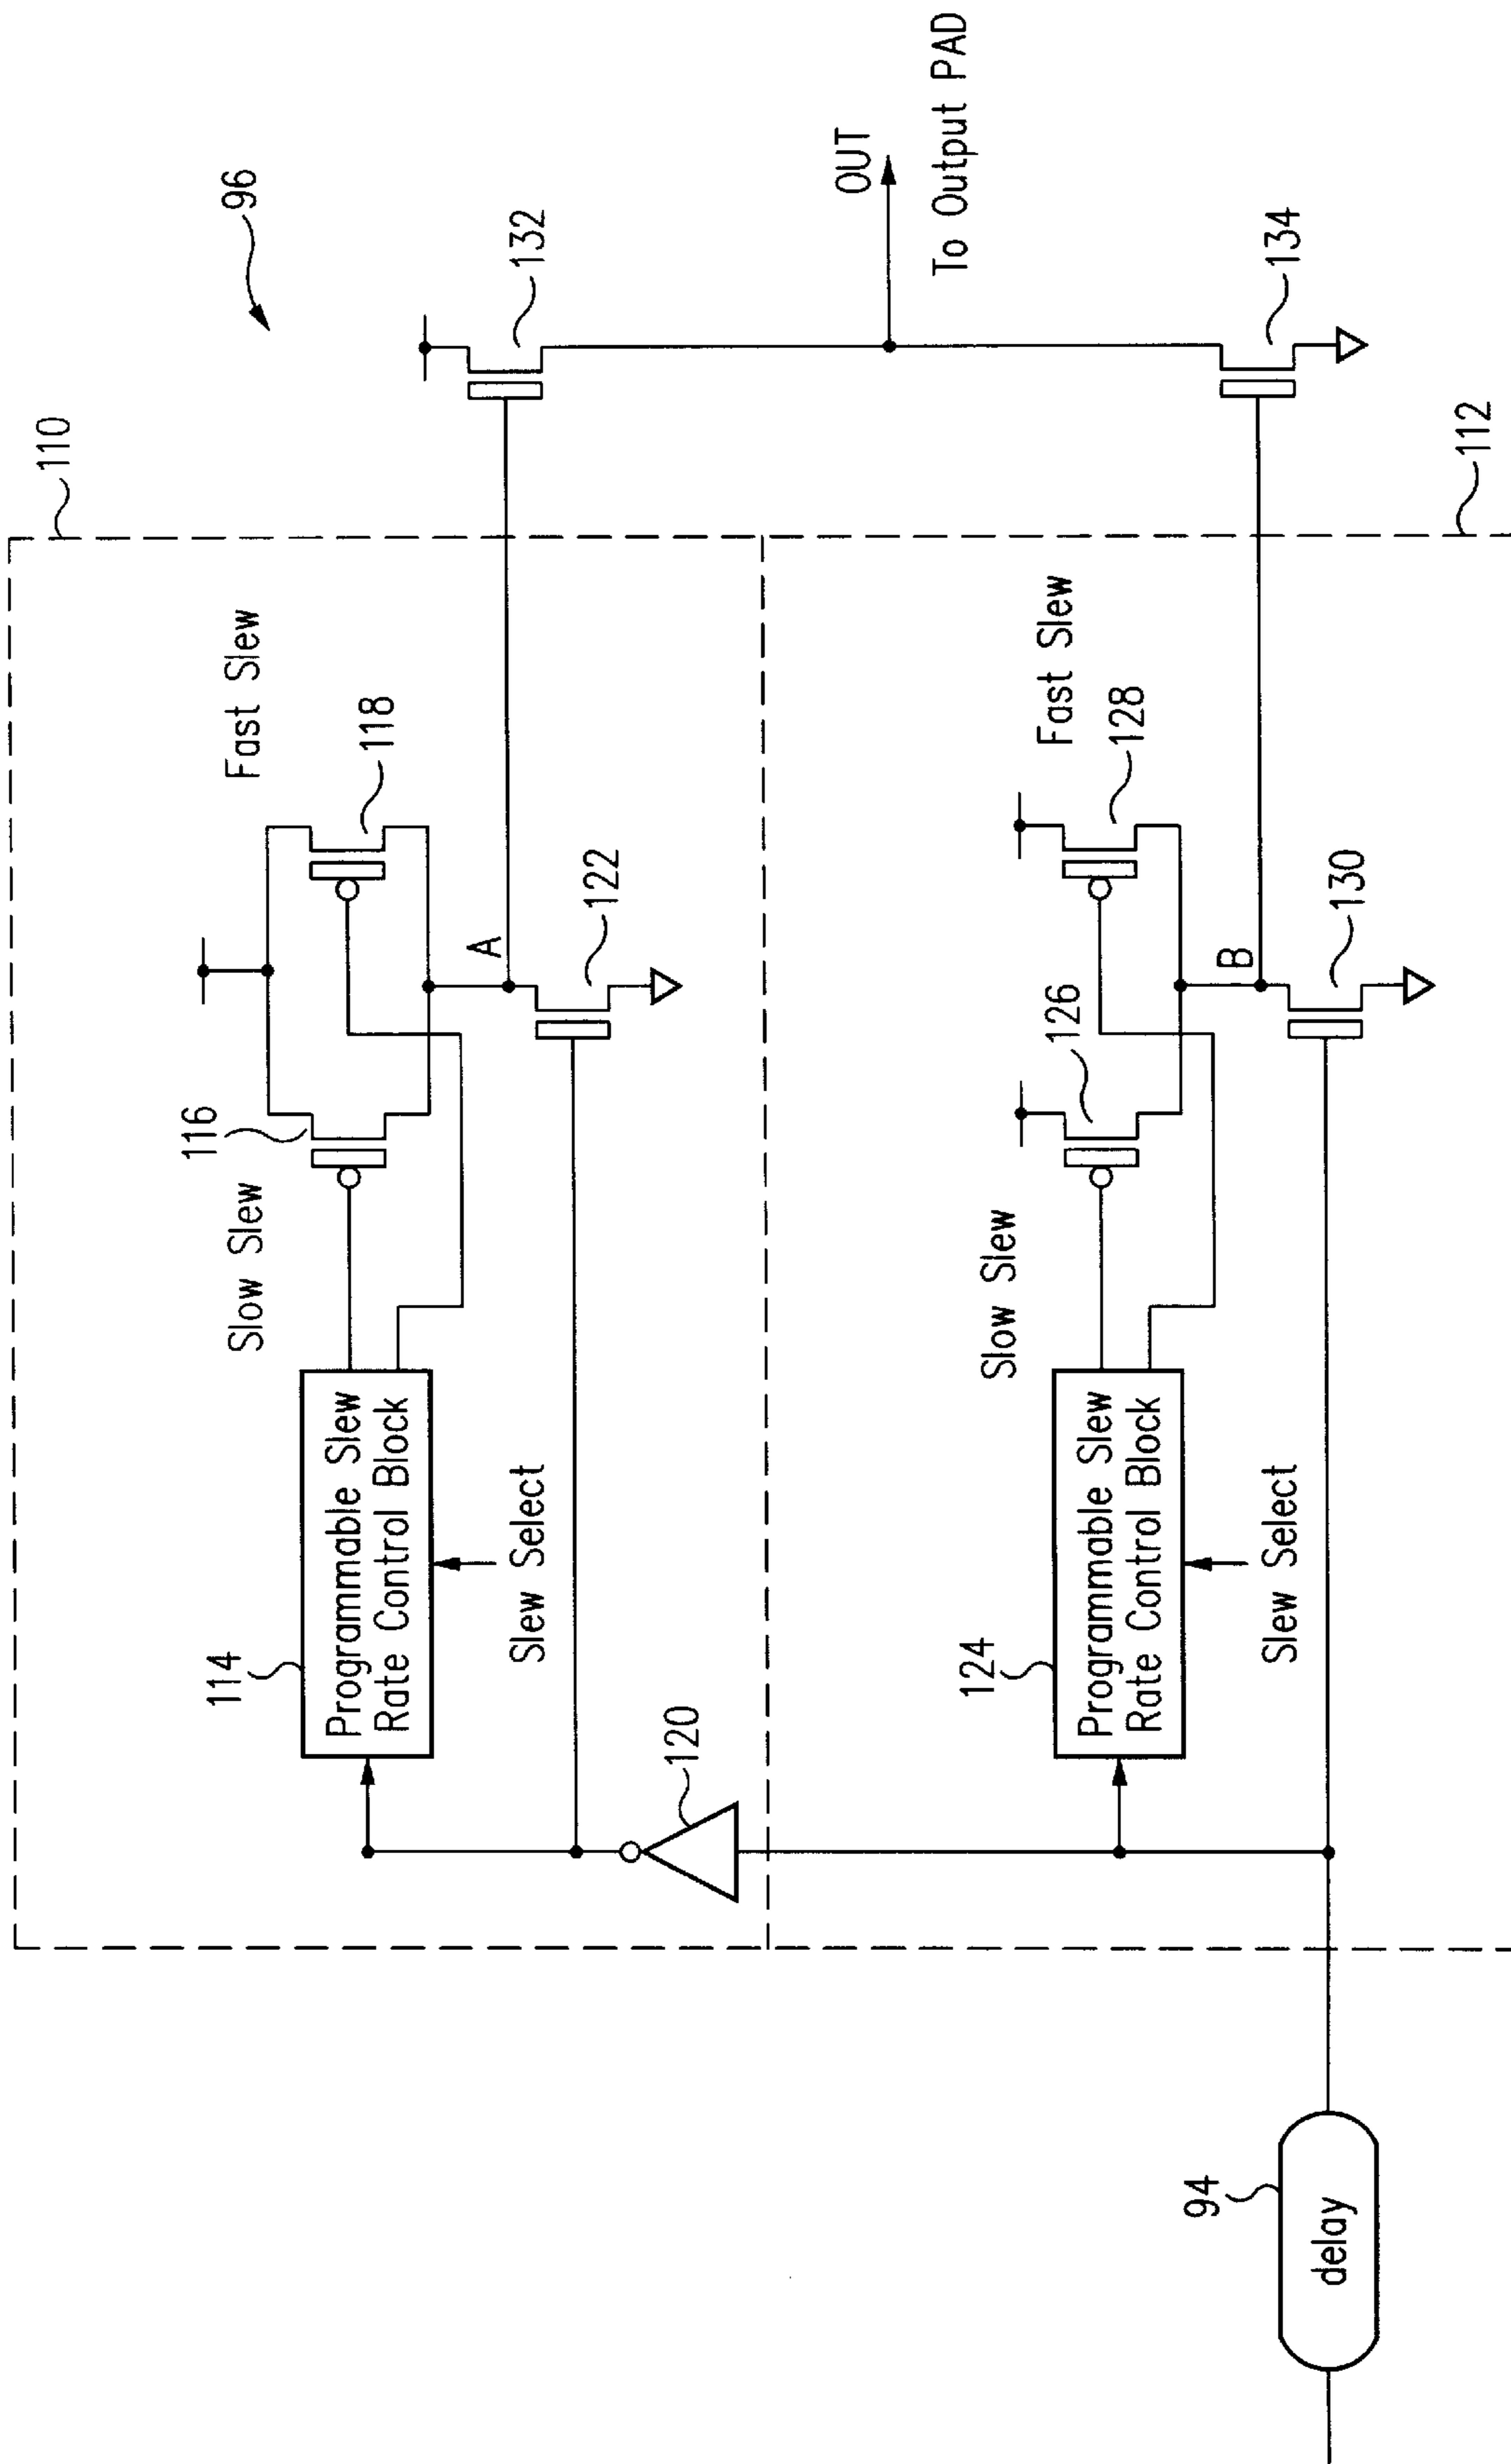 96
110
Fast Slew
118
116
Slow Slew
A
122
114
Programmable Slew
Rate Control Block
Slew Select
120
132
OUT
To Output PAD
134
112
Fast Slew
128
126
Slow Slew
B
130
124
Programmable Slew
Rate Control Block
Slew Select
94
delay